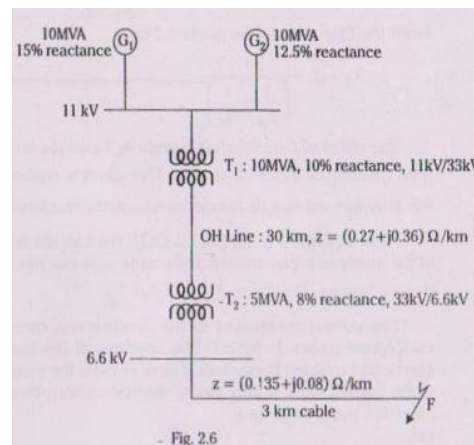 10MVA
15% reactance
G1
G2
10MVA
12.5% reactance
11 kV
T1 : 10MVA, 10% reactance, 11kV/33kV
OH Line : 30 km, z = (0.27+j0.36) Ω/km
T2 : 5MVA, 8% reactance, 33kV/6.6kV
6.6 kV
z = (0.135+j0.08) Ω/km
3 km cable
F
Fig. 2.6